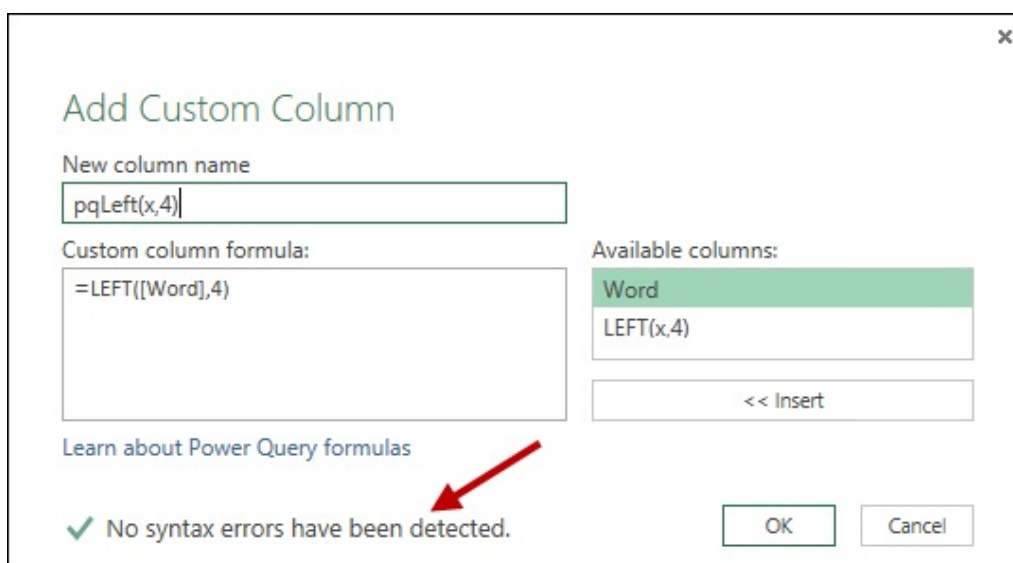 Add Custom Column
New column name
pqLeft(x,4)
Custom column formula:
=LEFT([Word],4)
Available columns:
Word
LEFT(x,4)
<< Insert
Learn about Power Query formulas
No syntax errors have been detected.
OK
Cancel